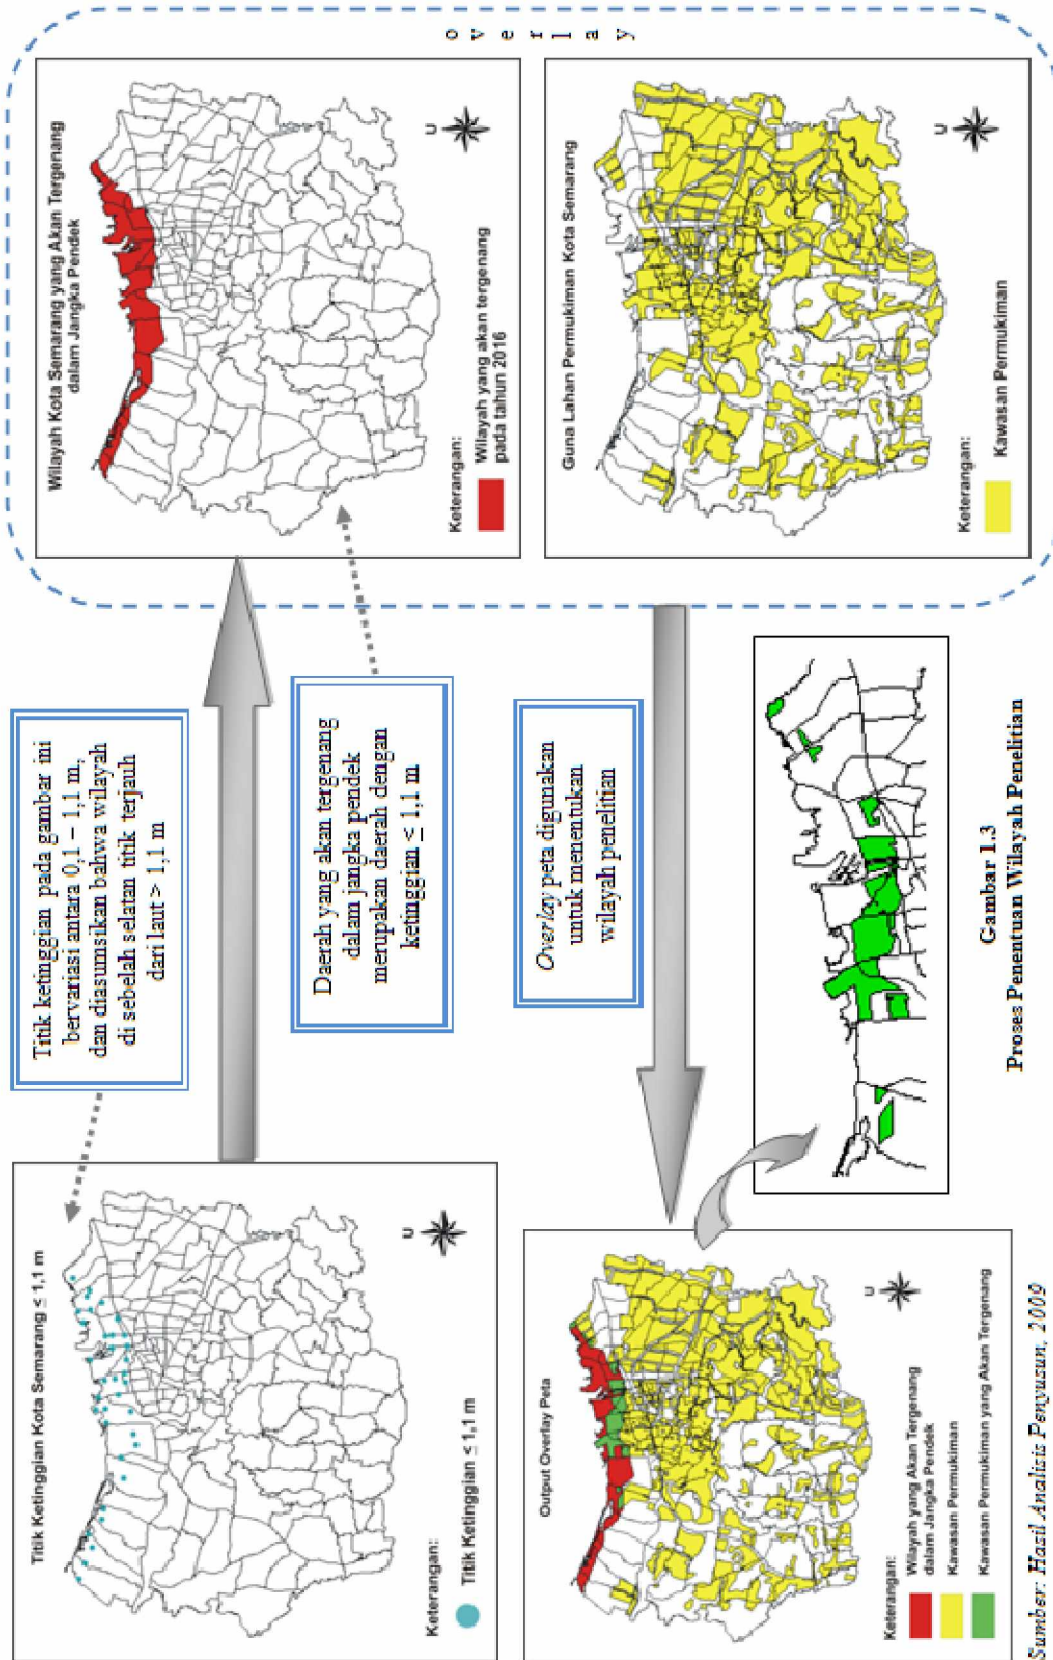 Titik Ketinggian Kota Semarang ≤ 1,1 m
U
Keterangan:
Titik Ketinggian ≤ 1,1 m
Titik ketinggian pada gambar ini
bervariasi antara 0,1 – 1,1 m,
dan diasumsikan bahwa wilayah
di sebelah selatan titik terjauh
dari laut > 1,1 m
Daerah yang akan tergenang
dalam jangka pendek
merupakan daerah dengan
ketinggian ≤ 1,1 m
Wilayah Kota Semarang yang Akan Tergenang
dalam Jangka Pendek
U
Keterangan:
Wilayah yang akan tergenang
pada tahun 2016
o v e r l a y
Guna Lahan Permukiman Kota Semarang
U
Keterangan:
Kawasan Permukiman
Overlay peta digunakan
untuk menentukan
wilayah penelitian
Output Overlay Peta
U
Keterangan:
Wilayah yang Akan Tergenang
dalam Jangka Pendek
Kawasan Permukiman
Kawasan Permukiman yang Akan Tergenang
Sumber: Hasil Analisis Penyusun, 2009
Gambar 1.3
Proses Penentuan Wilayah Penelitian